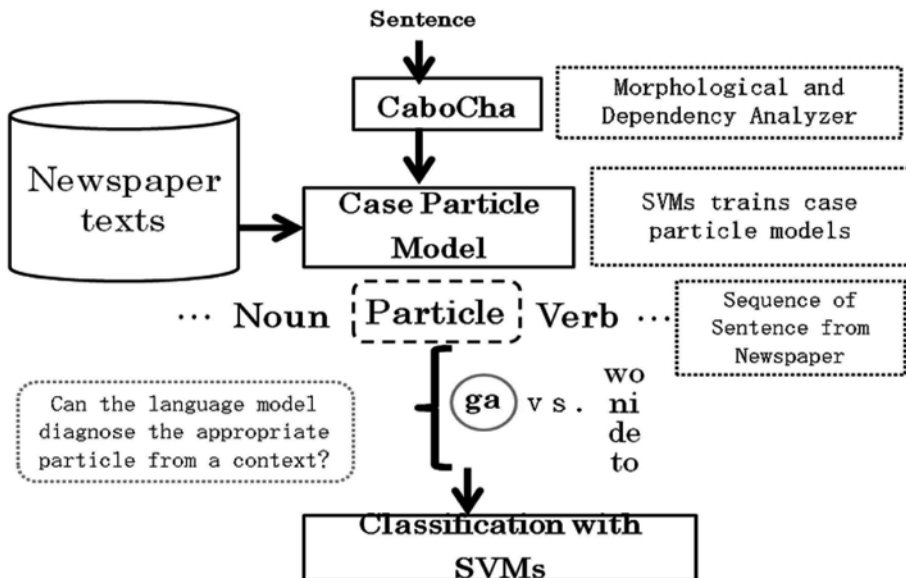 Sentence
CaboCha
Morphological and
Dependency Analyzer
Newspaper
texts
Case Particle
Model
SVMs trains case
particle models
… Noun Particle Verb …
Sequence of
Sentence from
Newspaper
Can the language model
diagnose the appropriate
particle from a context?
ga vs.
wo
ni
de
to
Classification with
SVMs